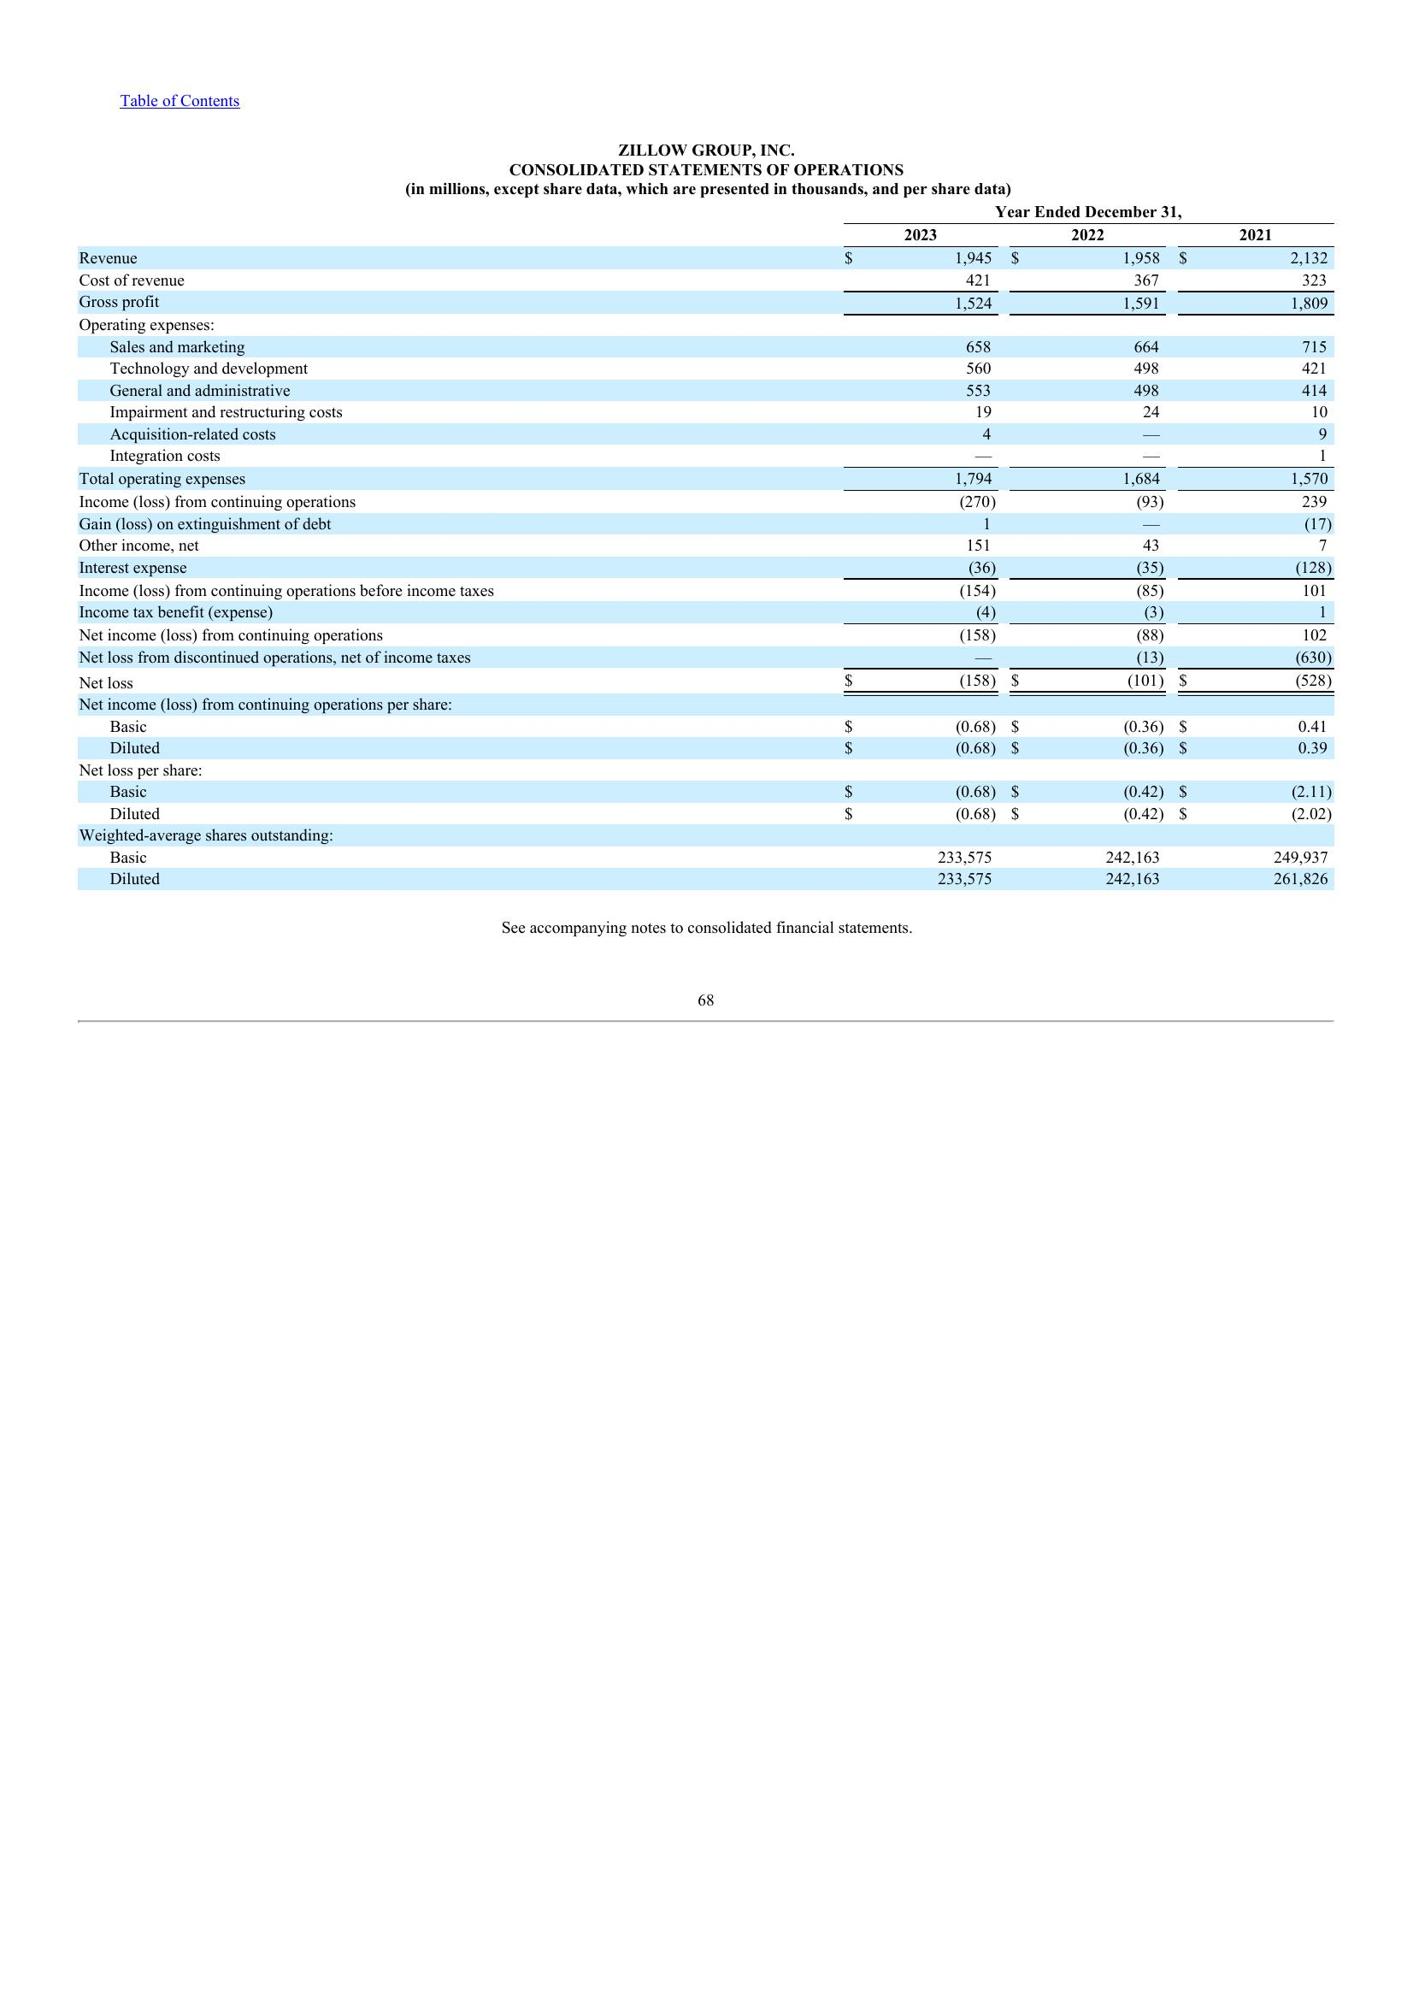 Table of Contents
ZILLOW GROUP, INC.
CONSOLIDATED STATEMENTS OF OPERATIONS
(in millions, except share data, which are presented in thousands, and per share data)
Year Ended December 31,
2023 2022 2021
Revenue $ 1,945 $ 1,958 $ 2,132
Cost of revenue 421 367 323
Gross profit 1,524 1,591 1,809
Operating expenses:
Sales and marketing 658 664 715
Technology and development 560 498 421
General and administrative 553 498 414
Impairment and restructuring costs 19 24 10
Acquisition-related costs 4 — 9
Integration costs — — 1
Total operating expenses 1,794 1,684 1,570
Income (loss) from continuing operations (270) (93) 239
Gain (loss) on extinguishment of debt 1 — (17)
Other income, net 151 43 7
Interest expense (36) (35) (128)
Income (loss) from continuing operations before income taxes (154) (85) 101
Income tax benefit (expense) (4) (3) 1
Net income (loss) from continuing operations (158) (88) 102
Net loss from discontinued operations, net of income taxes — (13) (630)
Net loss $ (158) $ (101) $ (528)
Net income (loss) from continuing operations per share:
Basic $ (0.68) $ (0.36) $ 0.41
Diluted $ (0.68) $ (0.36) $ 0.39
Net loss per share:
Basic $ (0.68) $ (0.42) $ (2.11)
Diluted $ (0.68) $ (0.42) $ (2.02)
Weighted-average shares outstanding:
Basic 233,575 242,163 249,937
Diluted 233,575 242,163 261,826
See accompanying notes to consolidated financial statements.
68